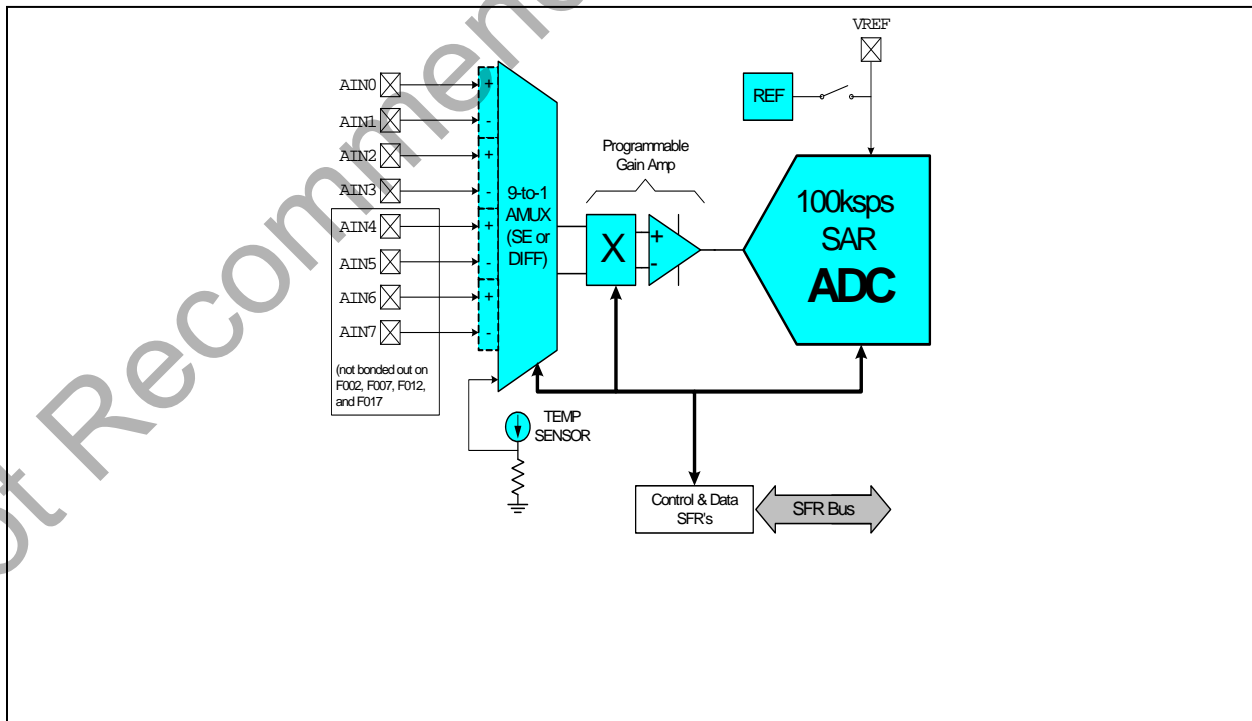 VREF
AIN0
AIN1
AIN2
AIN3
AIN4
AIN5
AIN6
AIN7
(not bonded out on
F002, F007, F012,
and F017
+
-
+
-
+
-
+
-
9-to-1
AMUX
(SE or
DIFF)
TEMP
SENSOR
Programmable
Gain Amp
X
+
-
REF
100ksps
SAR
ADC
Control & Data
SFR's
SFR Bus
Recommen